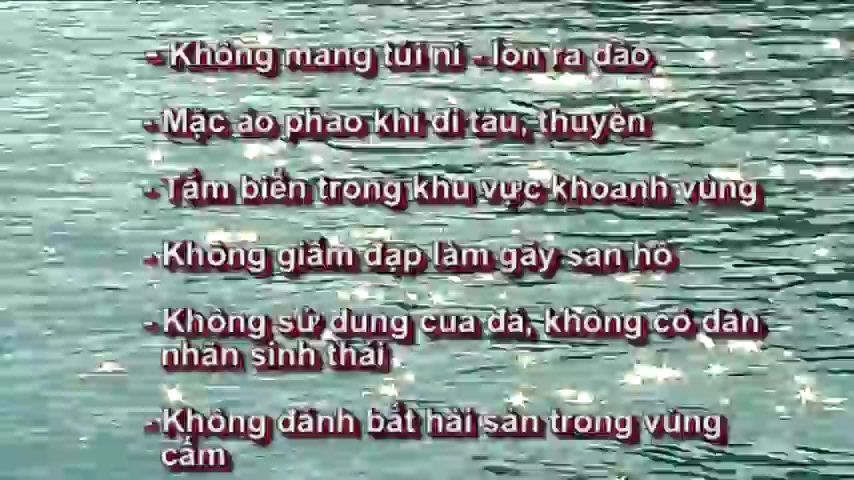 - Không mang túi ni - lon ra đảo
- Mặc áo phao khi đi tàu, thuyền
- Tắm biển trong khu vực khoanh vùng
- Không giẫm đạp làm gãy san hô
- Không sử dụng cua đá, không có dán
nhãn sinh thái
- Không đánh bắt hải sản trong vùng
cấm